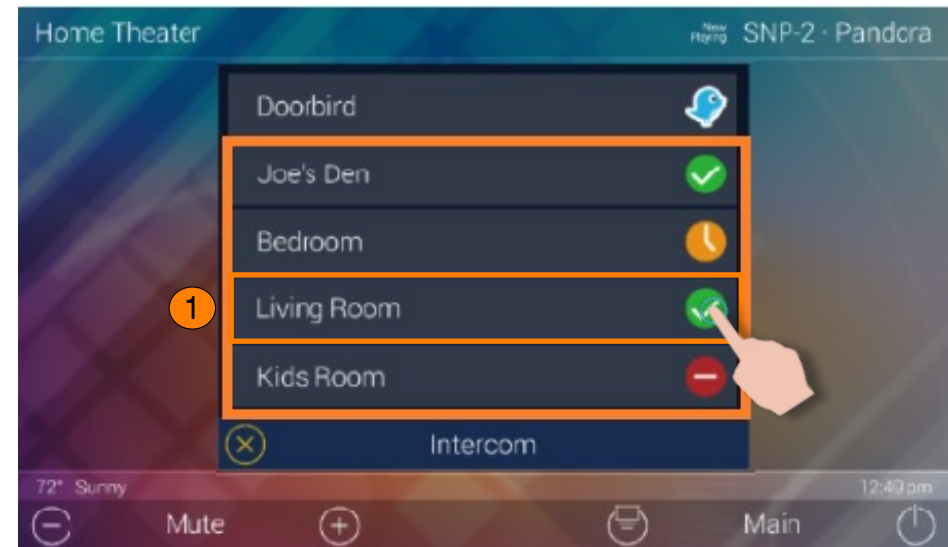 Home Theater
Now Playing SNP-2 · Pandora
Doorbird
Joe's Den
Bedroom
1
Living Room
Kids Room
Intercom
72° Sunny
12:49 pm
Mute
Main